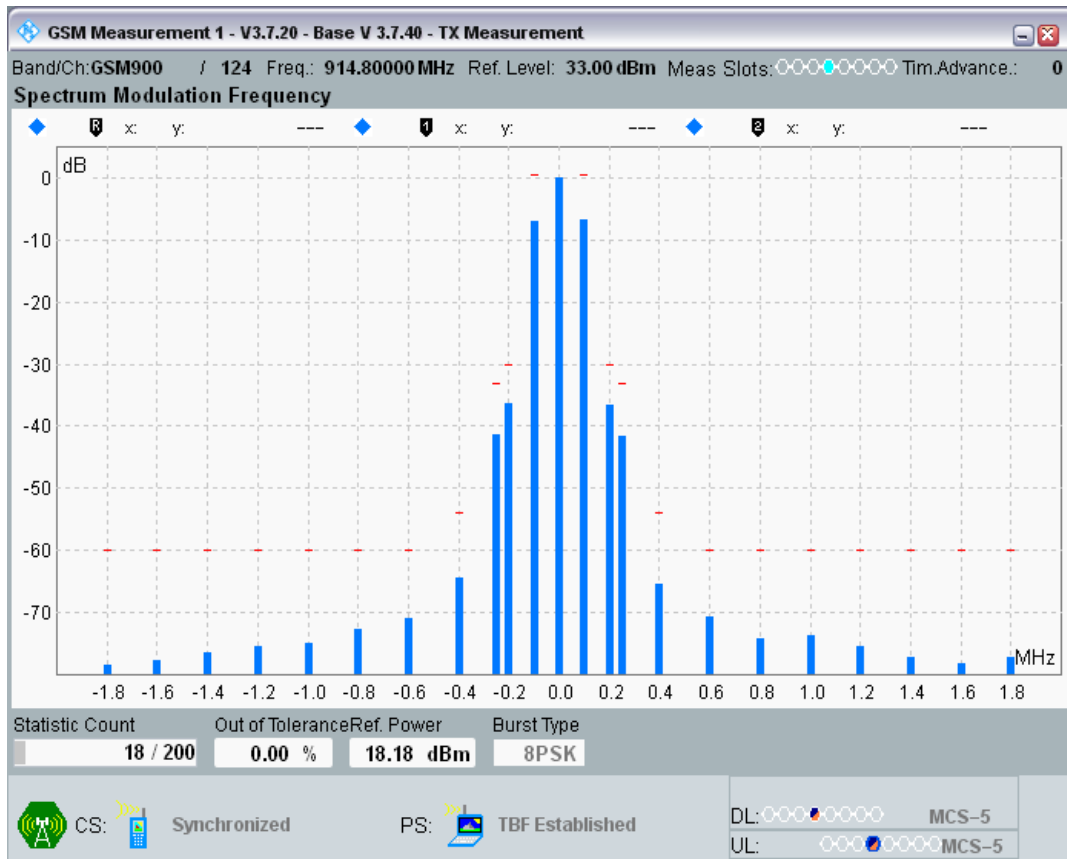 GSM Measurement 1 - V3.7.20 - Base V 3.7.40 - TX Measurement
Band/Ch:GSM900 / 124 Freq.: 914.80000 MHz Ref. Level: 33.00 dBm Meas Slots: Tim.Advance.: 0
Spectrum Modulation Frequency
R x: y: --- 1 x: y: --- 2 x: y: ---
dB
0
-10
-20
-30
-40
-50
-60
-70
MHz
-1.8 -1.6 -1.4 -1.2 -1.0 -0.8 -0.6 -0.4 -0.2 0.0 0.2 0.4 0.6 0.8 1.0 1.2 1.4 1.6 1.8
Statistic Count Out of Tolerance Ref. Power Burst Type
18 / 200 0.00 % 18.18 dBm 8PSK
CS: Synchronized PS: TBF Established
DL: MCS-5
UL: MCS-5